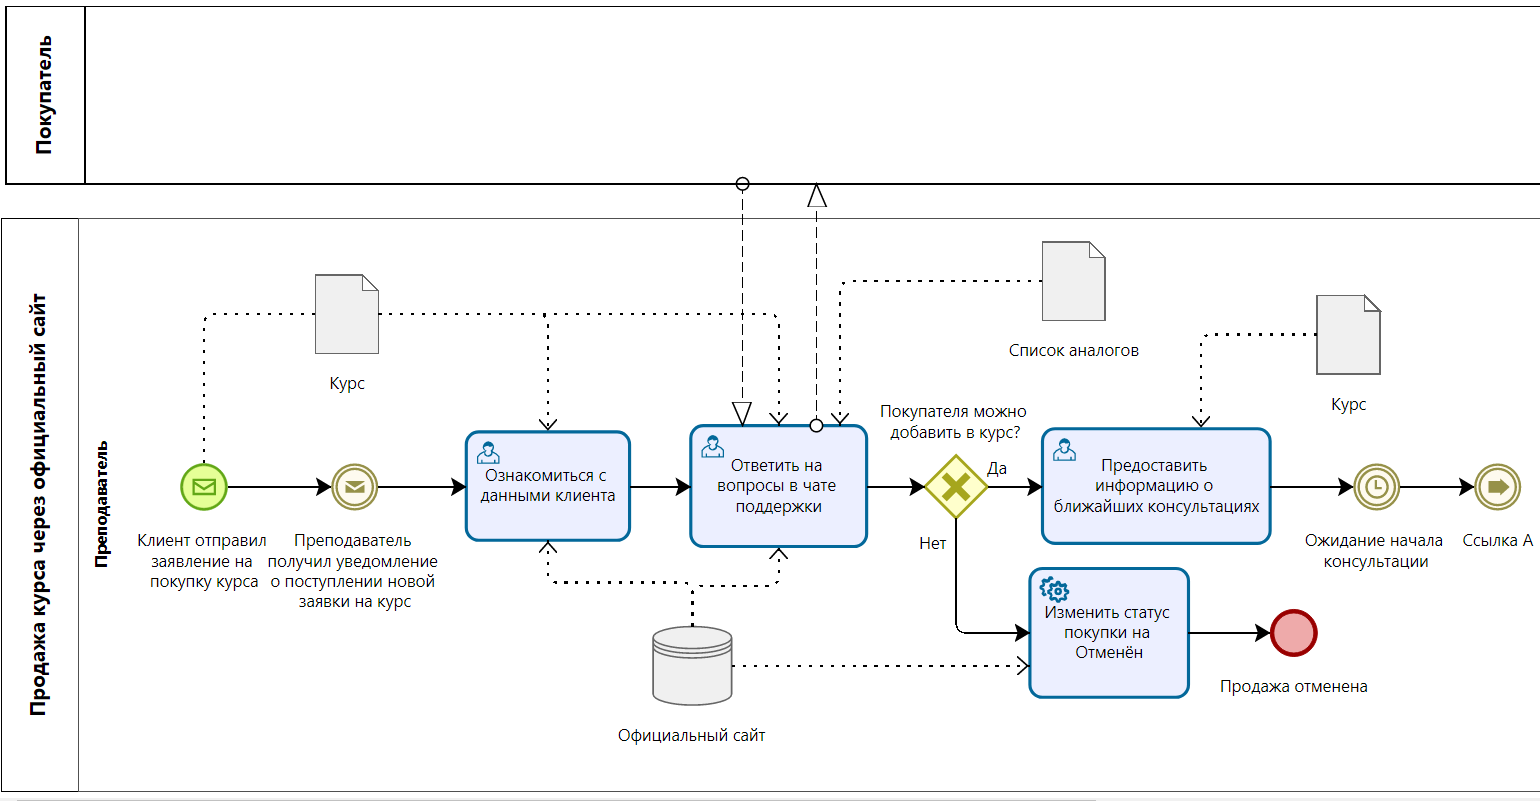 Покупатель
Продажа курса через официальный сайт
Преподаватель
Курс
Список аналогов
Курс
Покупателя можно
добавить в курс?
Да
Нет
Ознакомиться с
данными клиента
Ответить на
вопросы в чате
поддержки
Предоставить
информацию о
ближайших консультациях
Клиент отправил
заявление на
покупку курса
Преподаватель
получил уведомление
о поступлении новой
заявки на курс
Ожидание начала
консультации
Ссылка А
Изменить статус
покупки на
Отменён
Продажа отменена
Официальный сайт